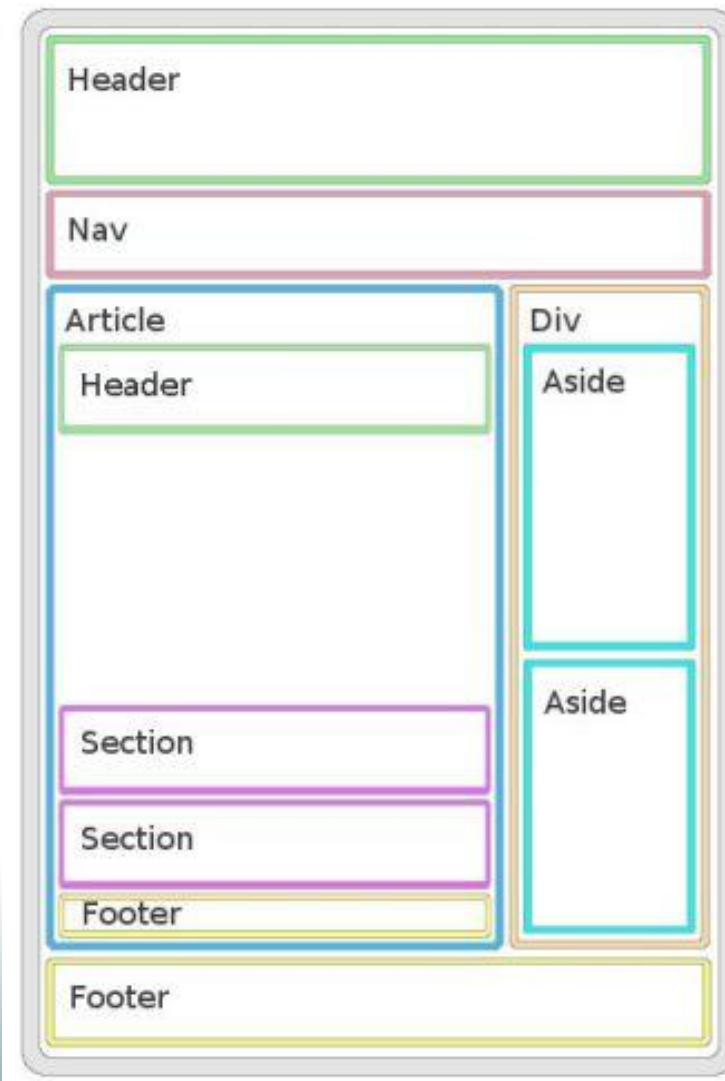 Header
Nav
Article
Header
Section
Section
Footer
Div
Aside
Aside
Footer